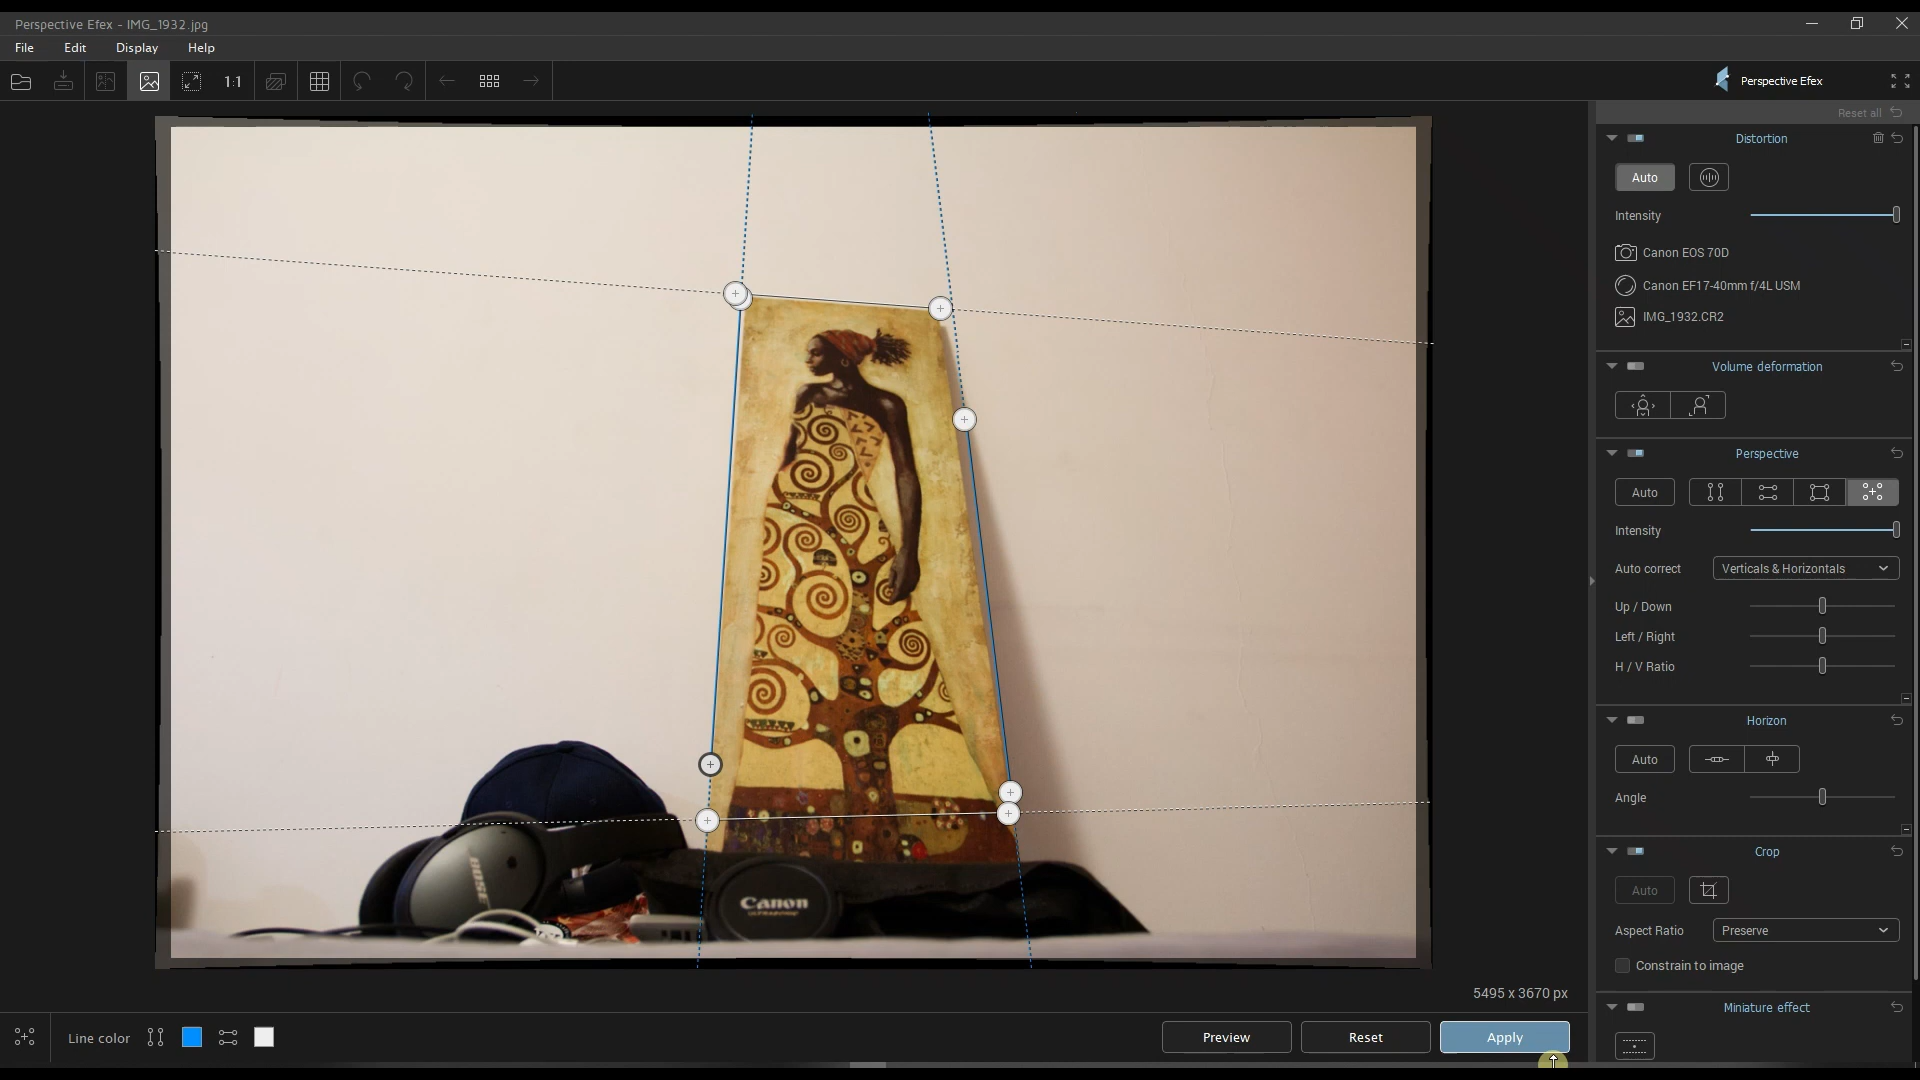 Perspective Efex - IMG_1932.jpg
File Edit Display Help
1:1
Perspective Efex
Reset all
Distortion
Auto
Intensity
Canon EOS 70D
Canon EF17-40mm f/4L USM
IMG_1932.CR2
Volume deformation
Perspective
Auto
Intensity
Auto correct Verticals & Horizontals
Up / Down
Left / Right
H / V Ratio
Horizon
Auto
Angle
Crop
Auto
Aspect Ratio Preserve
Constrain to image
Miniature effect
BOSE
Canon
5495 x 3670 px
Line color
Preview Reset Apply